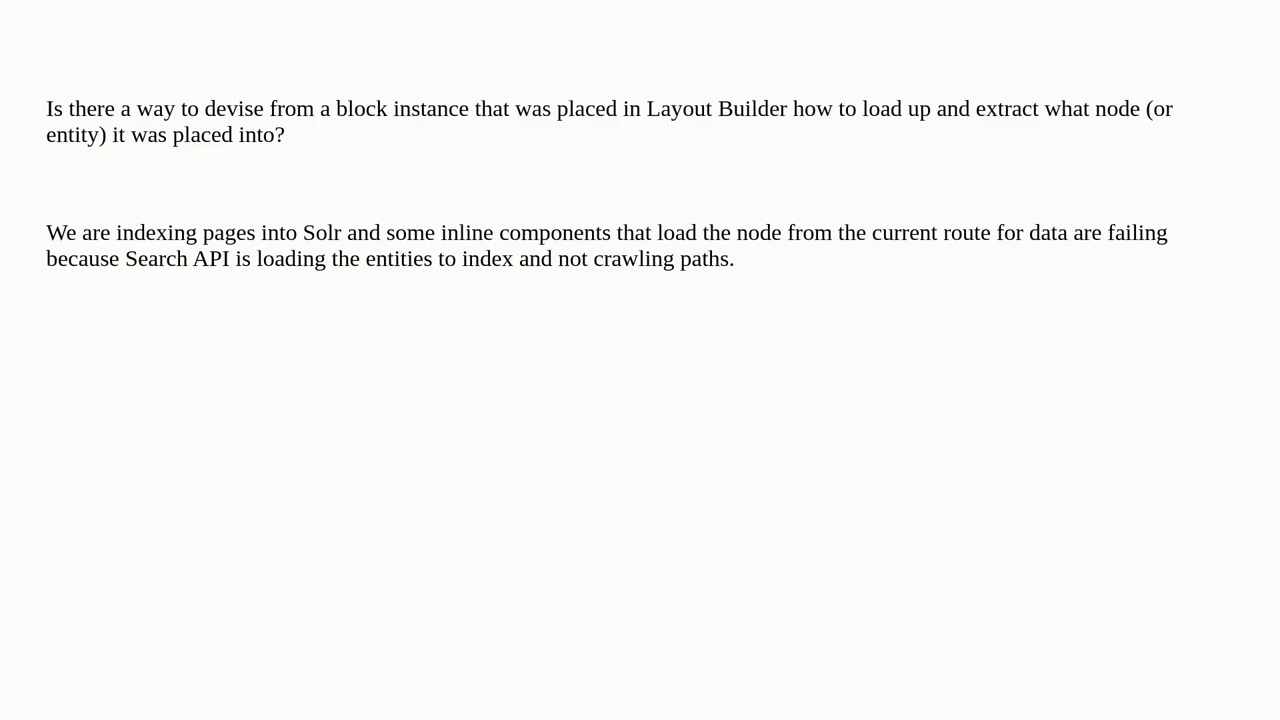 Is there a way to devise from a block instance that was placed in Layout Builder how to load up and extract what node (or
entity) it was placed into?
We are indexing pages into Solr and some inline components that load the node from the current route for data are failing
because Search API is loading the entities to index and not crawling paths.